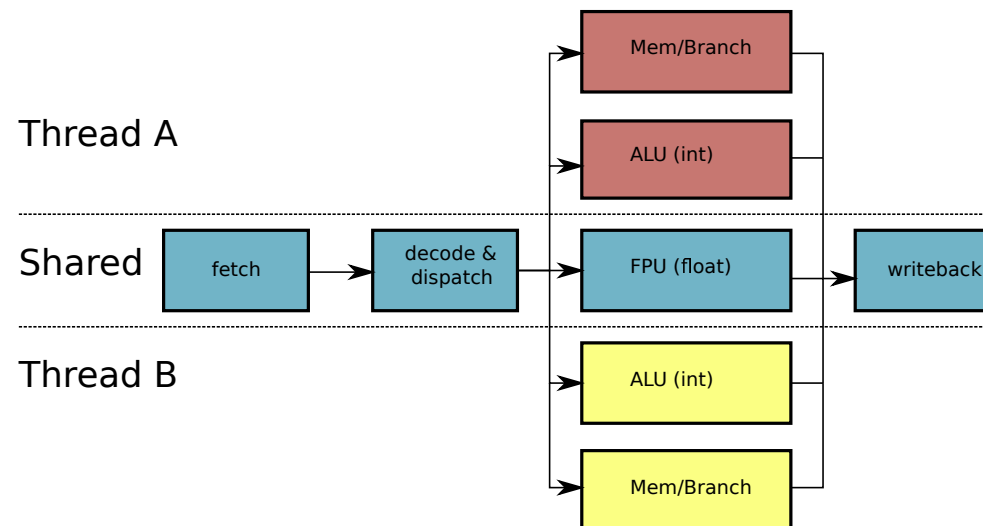 Mem/Branch
Thread A
ALU (int)
Shared
fetch
decode &
dispatch
FPU (float)
writeback
Thread B
ALU (int)
Mem/Branch